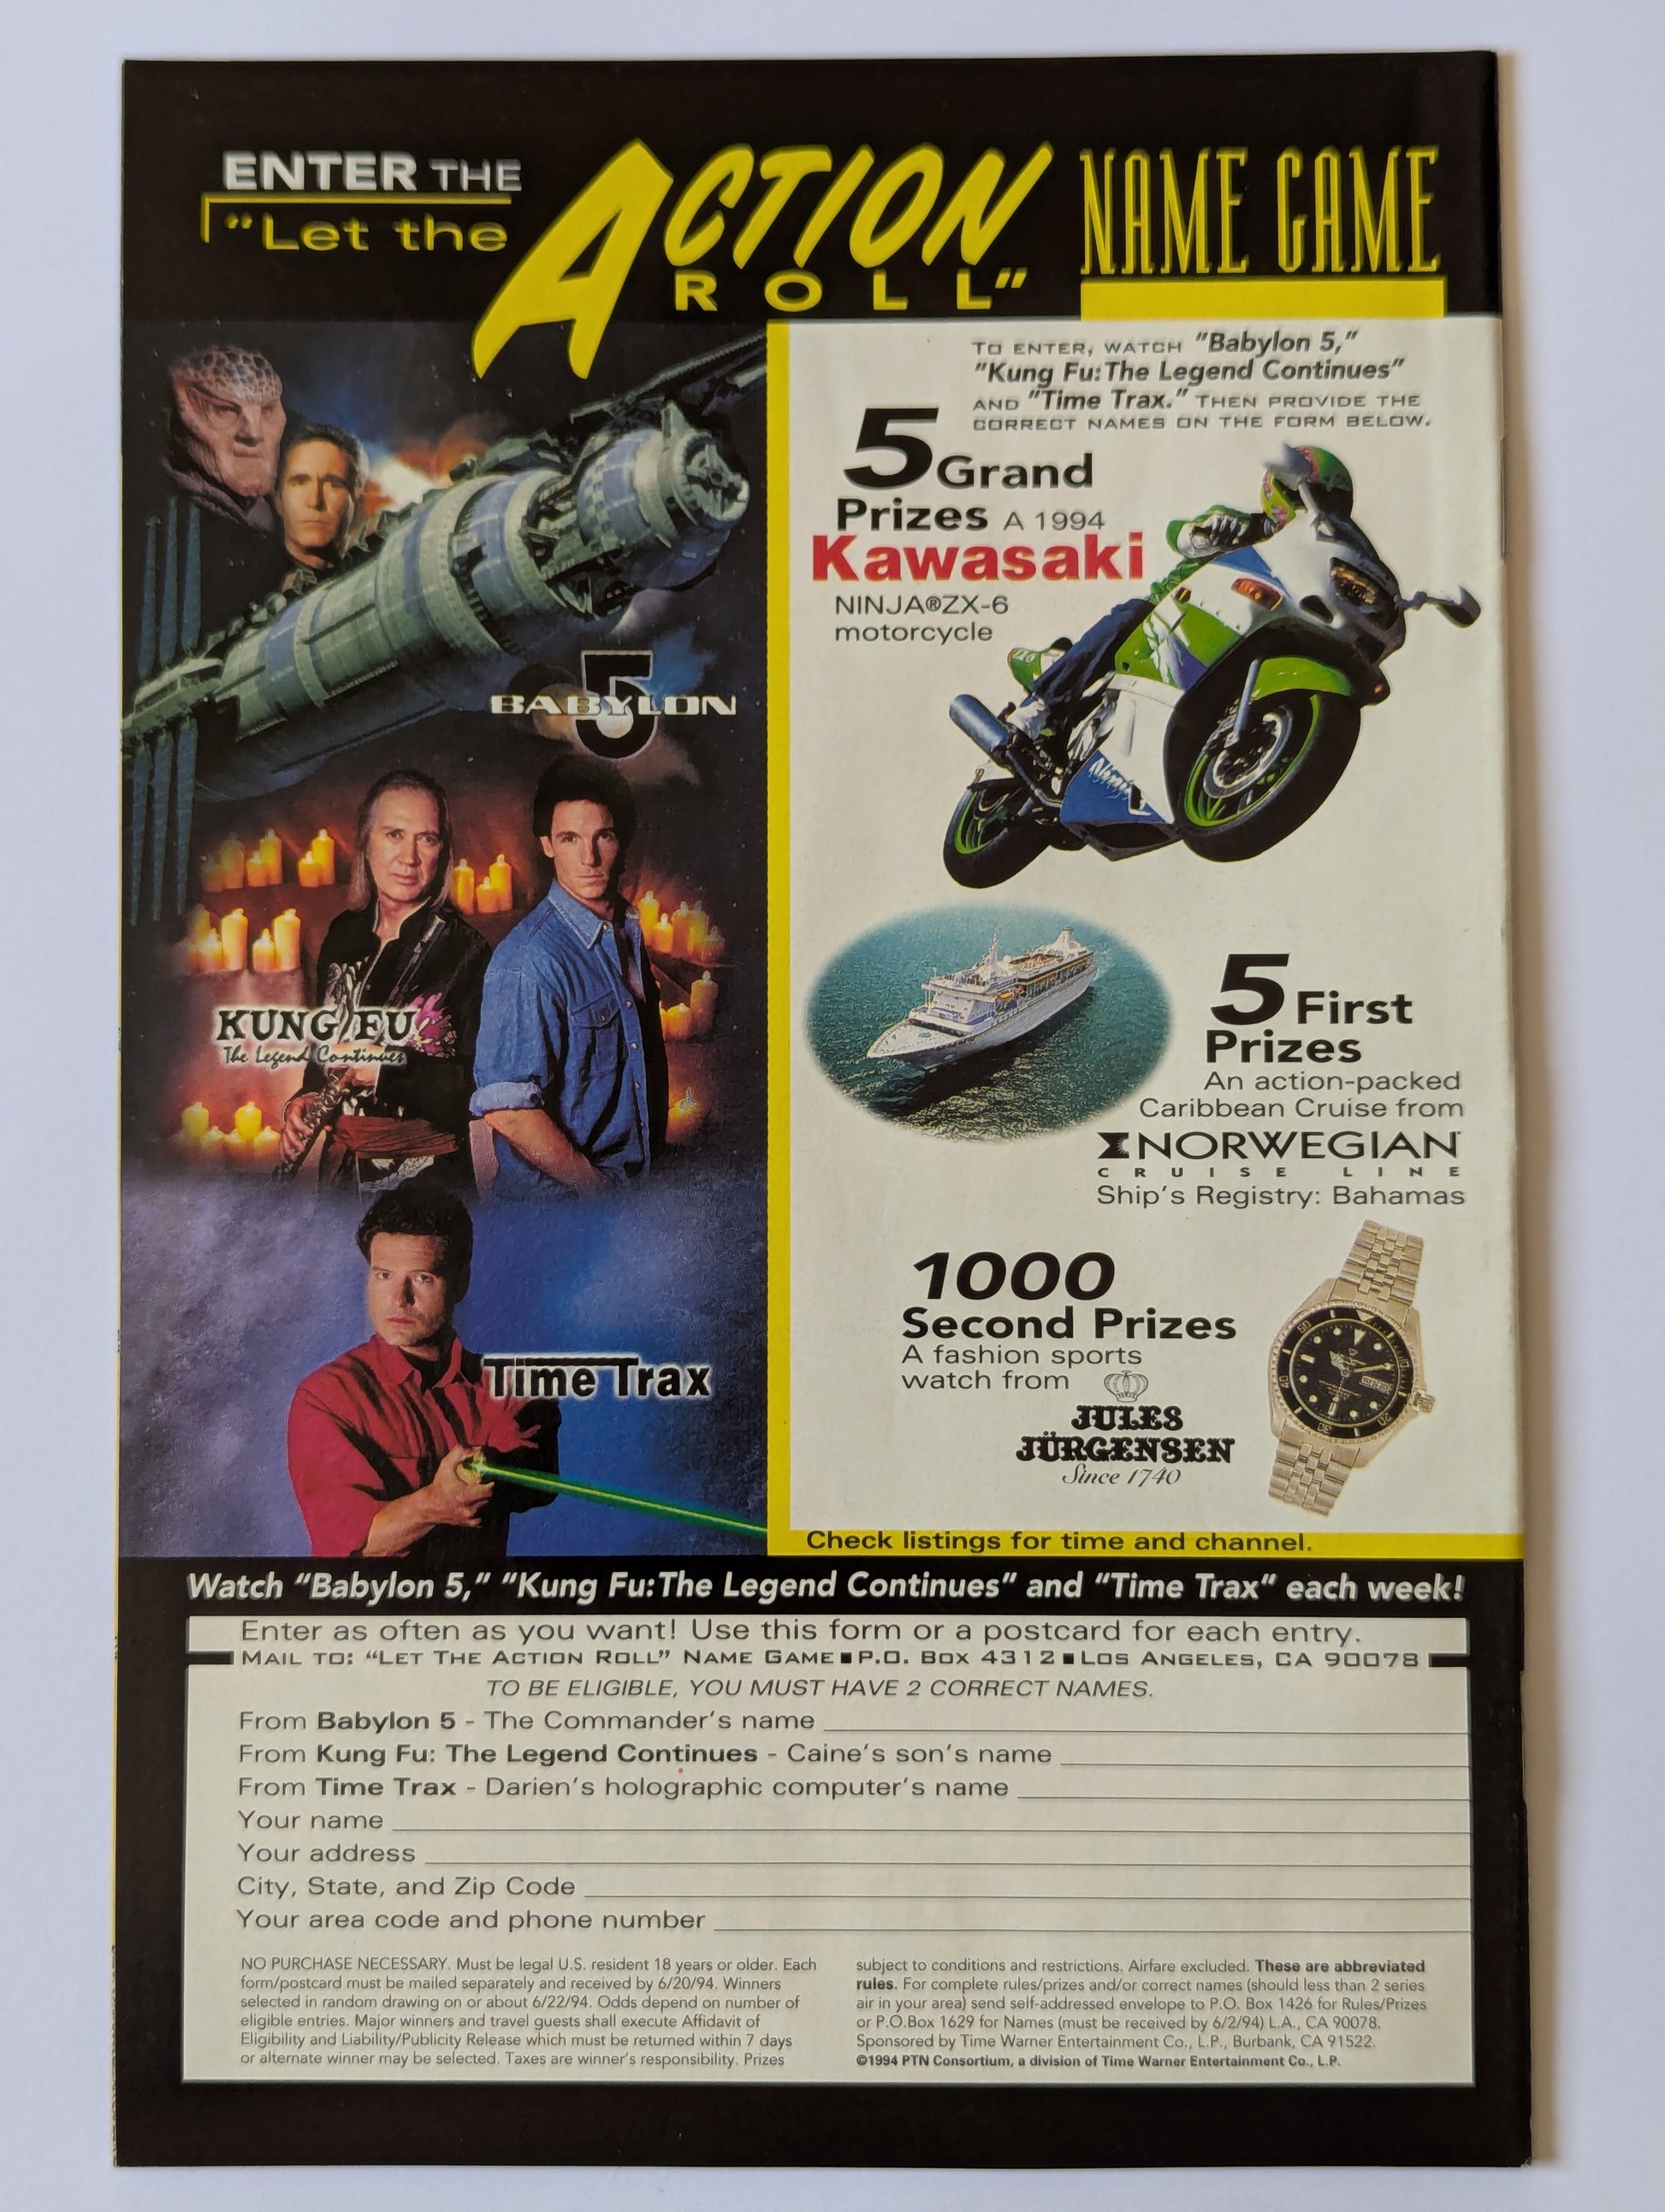 ENTER THE
"Let the
ACTION
ROLL"
NAME GAME
TO ENTER, WATCH "Babylon 5,"
"Kung Fu: The Legend Continues"
AND "Time Trax." THEN PROVIDE THE
CORRECT NAMES ON THE FORM BELOW.
5 Grand
Prizes A 1994
Kawasaki
NINJA®ZX-6
motorcycle
Ninja
BABYLON 5
KUNG FU
The Legend Continues
5 First
Prizes
An action-packed
Caribbean Cruise from
NORWEGIAN
CRUISE LINE
Ship's Registry: Bahamas
Time Trax
1000
Second Prizes
A fashion sports
watch from
JULES
JÜRGENSEN
Since 1740
Check listings for time and channel.
Watch "Babylon 5," "Kung Fu: The Legend Continues" and "Time Trax" each week!
Enter as often as you want! Use this form or a postcard for each entry.
MAIL TO: "LET THE ACTION ROLL" NAME GAME ■ P.O. BOX 4312 ■ LOS ANGELES, CA 90078
TO BE ELIGIBLE, YOU MUST HAVE 2 CORRECT NAMES.
From Babylon 5 - The Commander's name
From Kung Fu: The Legend Continues - Caine's son's name
From Time Trax - Darien's holographic computer's name
Your name
Your address
City, State, and Zip Code
Your area code and phone number
NO PURCHASE NECESSARY. Must be legal U.S. resident 18 years or older. Each
form/postcard must be mailed separately and received by 6/20/94. Winners
selected in random drawing on or about 6/22/94. Odds depend on number of
eligible entries. Major winners and travel guests shall execute Affidavit of
Eligibility and Liability/Publicity Release which must be returned within 7 days
or alternate winner may be selected. Taxes are winner's responsibility. Prizes
subject to conditions and restrictions. Airfare excluded. These are abbreviated
rules. For complete rules/prizes and/or correct names (should less than 2 series
air in your area) send self-addressed envelope to P.O. Box 1426 for Rules/Prizes
or P.O.Box 1629 for Names (must be received by 6/2/94) L.A., CA 90078.
Sponsored by Time Warner Entertainment Co., L.P., Burbank, CA 91522.
©1994 PTN Consortium, a division of Time Warner Entertainment Co., L.P.